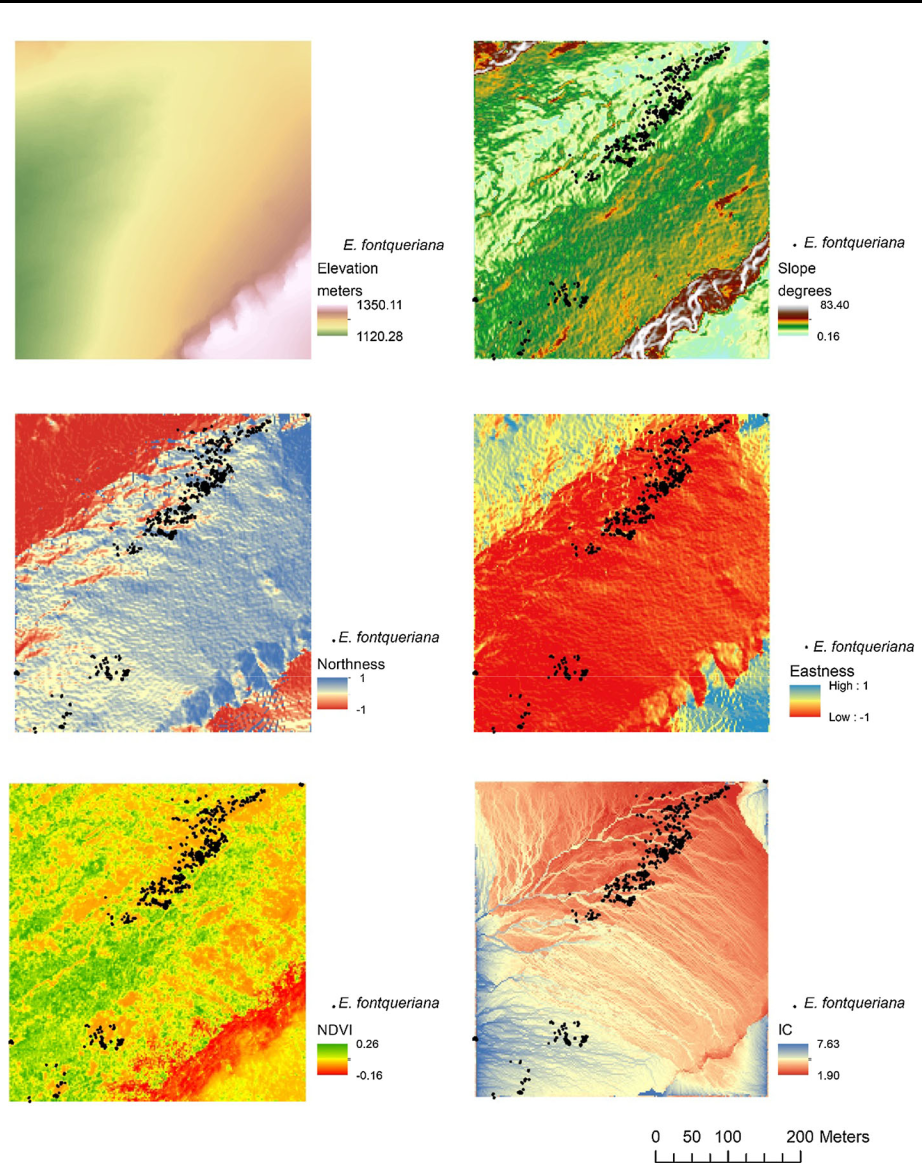 E. fontqueriana
Elevation
meters
1350.11
1120.28
E. fontqueriana
Slope
degrees
83.40
0.16
E. fontqueriana
Northness
1
-1
E. fontqueriana
Eastness
High : 1
Low : -1
E. fontqueriana
NDVI
0.26
-0.16
E. fontqueriana
IC
7.63
1.90
0 50 100 200 Meters